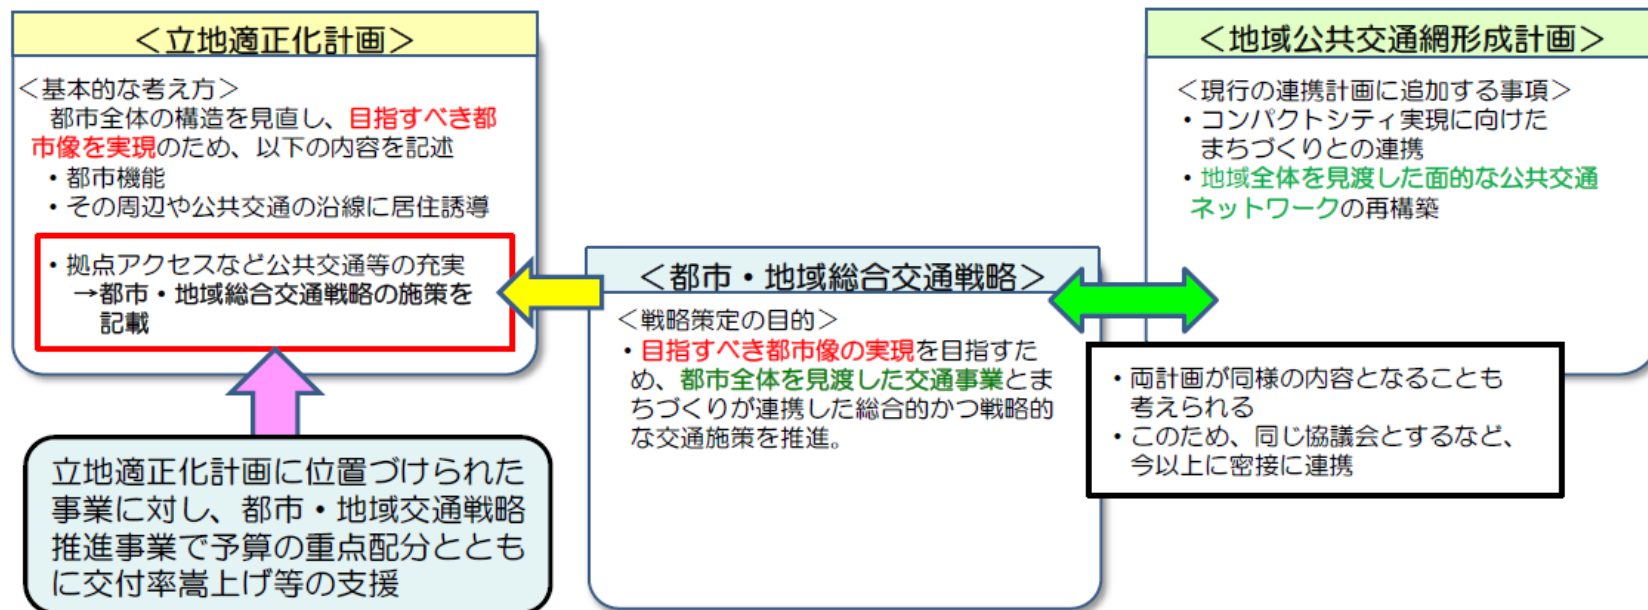 ＜立地適正化計画＞
＜基本的な考え方＞
都市全体の構造を見直し、目指すべき都
市像を実現のため、以下の内容を記述
・都市機能
・その周辺や公共交通の沿線に居住誘導
・拠点アクセスなど公共交通等の充実
→都市・地域総合交通戦略の施策を
記載
立地適正化計画に位置づけられた
事業に対し、都市・地域交通戦略
推進事業で予算の重点配分ととも
に交付率嵩上げ等の支援
＜都市・地域総合交通戦略＞
＜戦略策定の目的＞
・目指すべき都市像の実現を目指すた
め、都市全体を見渡した交通事業とま
ちづくりが連携した総合的かつ戦略的
な交通施策を推進。
＜地域公共交通網形成計画＞
＜現行の連携計画に追加する事項＞
・コンパクトシティ実現に向けた
まちづくりとの連携
・地域全体を見渡した面的な公共交通
ネットワークの再構築
・両計画が同様の内容となることも
考えられる
・このため、同じ協議会とするなど、
今以上に密接に連携